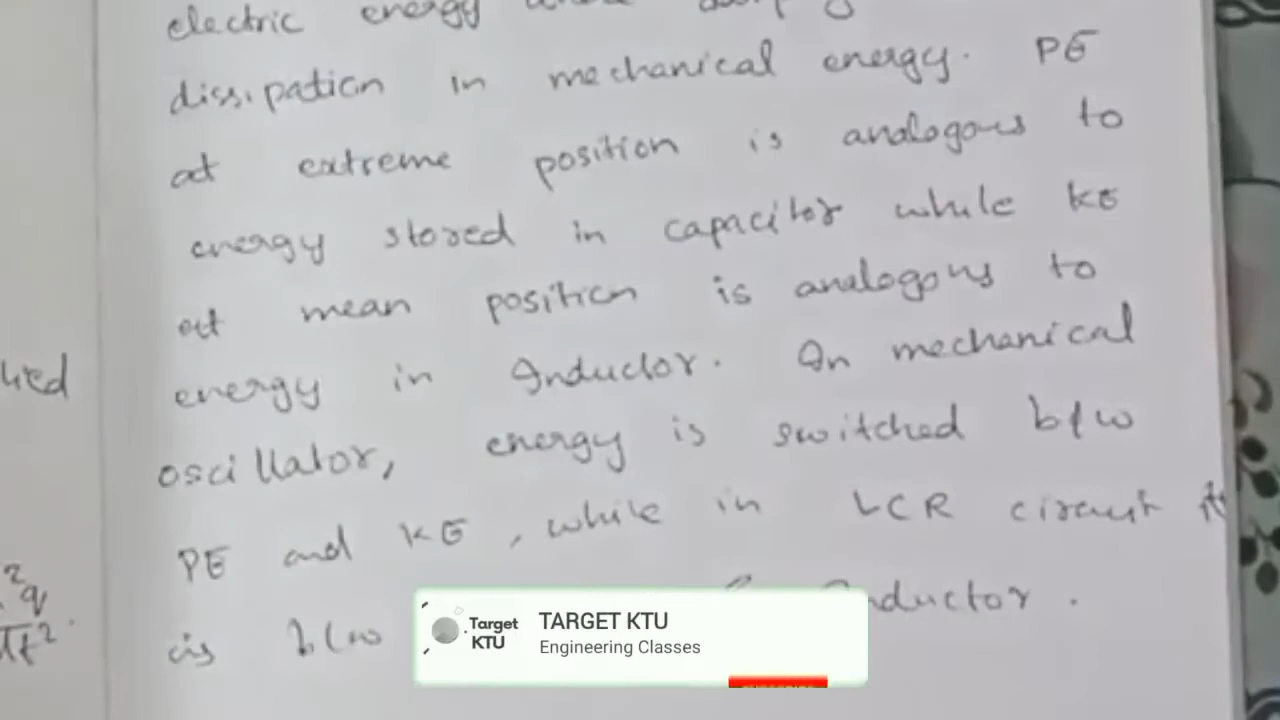 electric energy
dissipation in mechanical energy. PE
at extreme position is analogous to
energy stored in capacitor while KE
at mean position is analogous to
energy in Inductor. In mechanical
oscillator, energy is switched b/w
PE and KE, while in LCR circuit it
is b/w
Target KTU
TARGET KTU
Engineering Classes